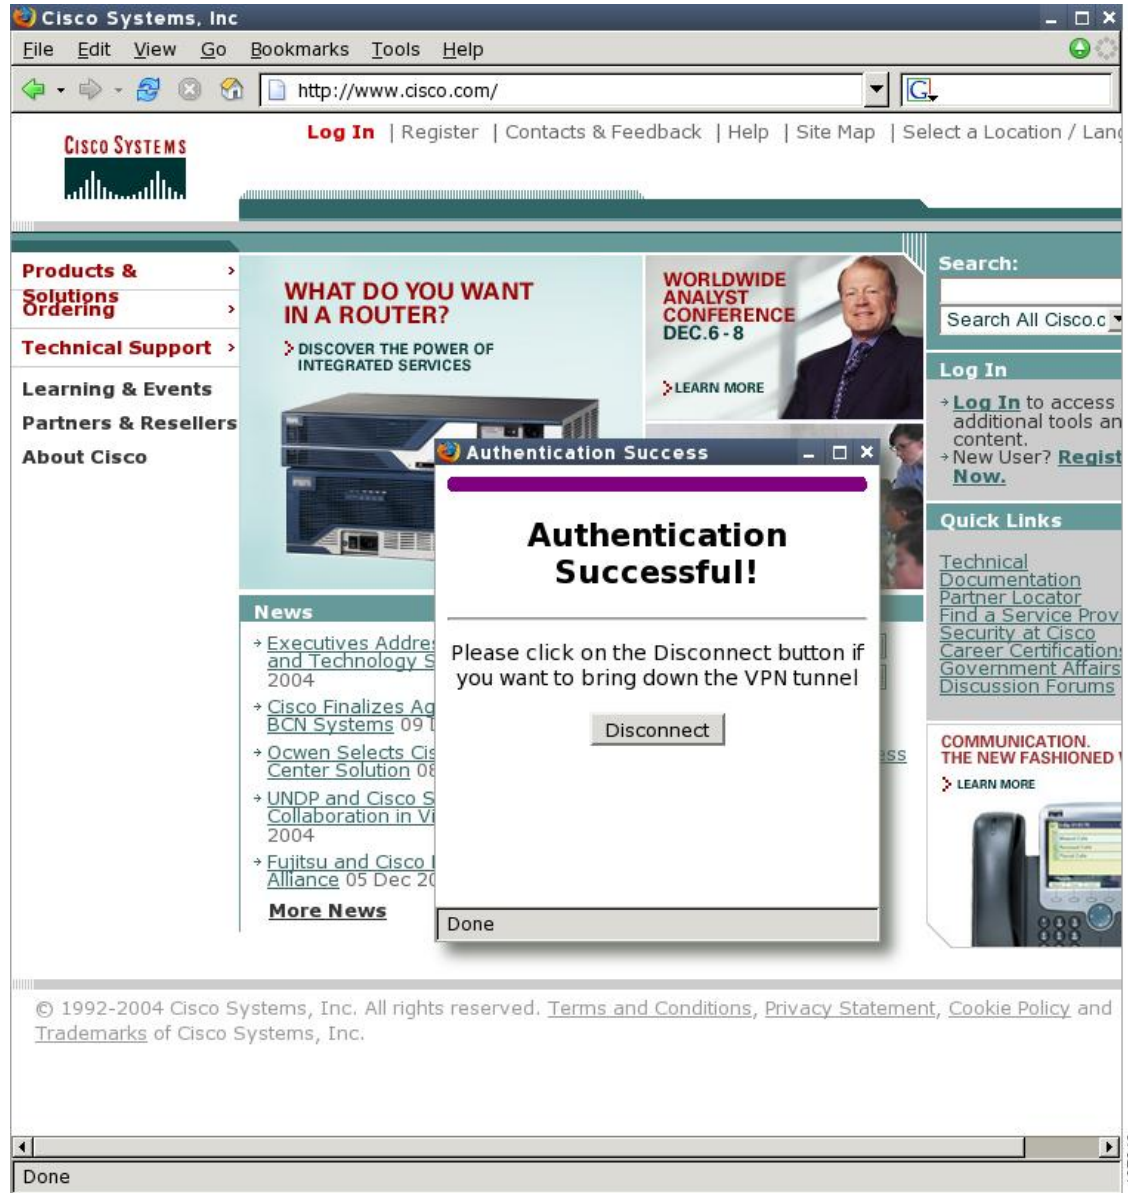 Cisco Systems, Inc
File Edit View Go Bookmarks Tools Help
http://www.cisco.com/
G
CISCO SYSTEMS
Log In | Register | Contacts & Feedback | Help | Site Map | Select a Location /
Products &
Solutions
Ordering
Technical Support
Learning & Events
Partners & Resellers
About Cisco
WHAT DO YOU WANT
IN A ROUTER?
DISCOVER THE POWER OF
INTEGRATED SERVICES
WORLDWIDE
ANALYST
CONFERENCE
DEC.6 - 8
LEARN MORE
Search:
Search All Cisco.c
Log In
Log In to access
additional tools an
content.
New User? Regist
Now.
Quick Links
Technical
Documentation
Partner Locator
Find a Service Provi
Security at Cisco
Career Certifications
Government Affairs
Discussion Forums
COMMUNICATION.
THE NEW FASHIONED
LEARN MORE
News
Executives Addre
and Technology S
2004
Cisco Finalizes Ag
BCN Systems 09
Ocwen Selects Cis
Center Solution 08
UNDP and Cisco S
Collaboration in Vi
2004
Fujitsu and Cisco
Alliance 05 Dec 20
More News
ess
Authentication Success
Authentication
Successful!
Please click on the Disconnect button if
you want to bring down the VPN tunnel
Disconnect
Done
© 1992-2004 Cisco Systems, Inc. All rights reserved. Terms and Conditions, Privacy Statement, Cookie Policy and
Trademarks of Cisco Systems, Inc.
Done